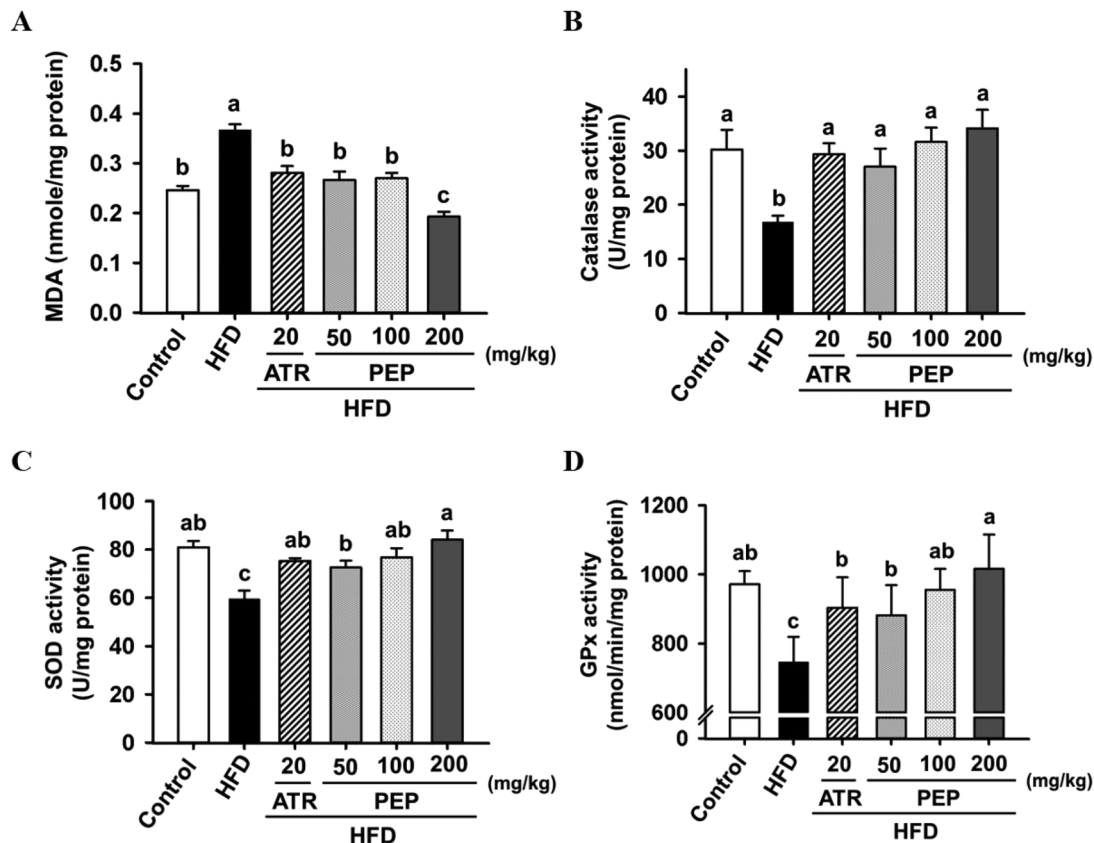 A
MDA (nmole/mg protein)
0.5
0.4
0.3
0.2
0.1
0.0
b
a
b
b
b
c
Control
HFD
20
50
100
200
(mg/kg)
ATR
PEP
HFD
B
Catalase activity
(U/mg protein)
40
30
20
10
0
a
b
a
a
a
a
Control
HFD
20
50
100
200
(mg/kg)
ATR
PEP
HFD
C
SOD activity
(U/mg protein)
100
80
60
40
20
0
ab
c
ab
b
ab
a
Control
HFD
20
50
100
200
(mg/kg)
ATR
PEP
HFD
D
GPx activity
(nmol/min/mg protein)
1200
1000
800
600
0
ab
c
b
b
ab
a
Control
HFD
20
50
100
200
(mg/kg)
ATR
PEP
HFD